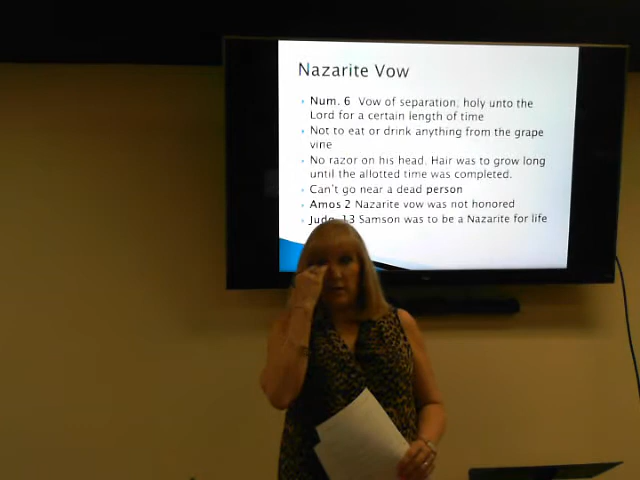 Nazarite Vow
Num. 6 Vow of separation, holy unto the
Lord for a certain length of time
Not to eat or drink anything from the grape
vine
No razor on his head. Hair was to grow long
until the allotted time was completed.
Can't go near a dead person
Amos 2 Nazarite vow was not honored
Judg. 13 Samson was to be a Nazarite for life